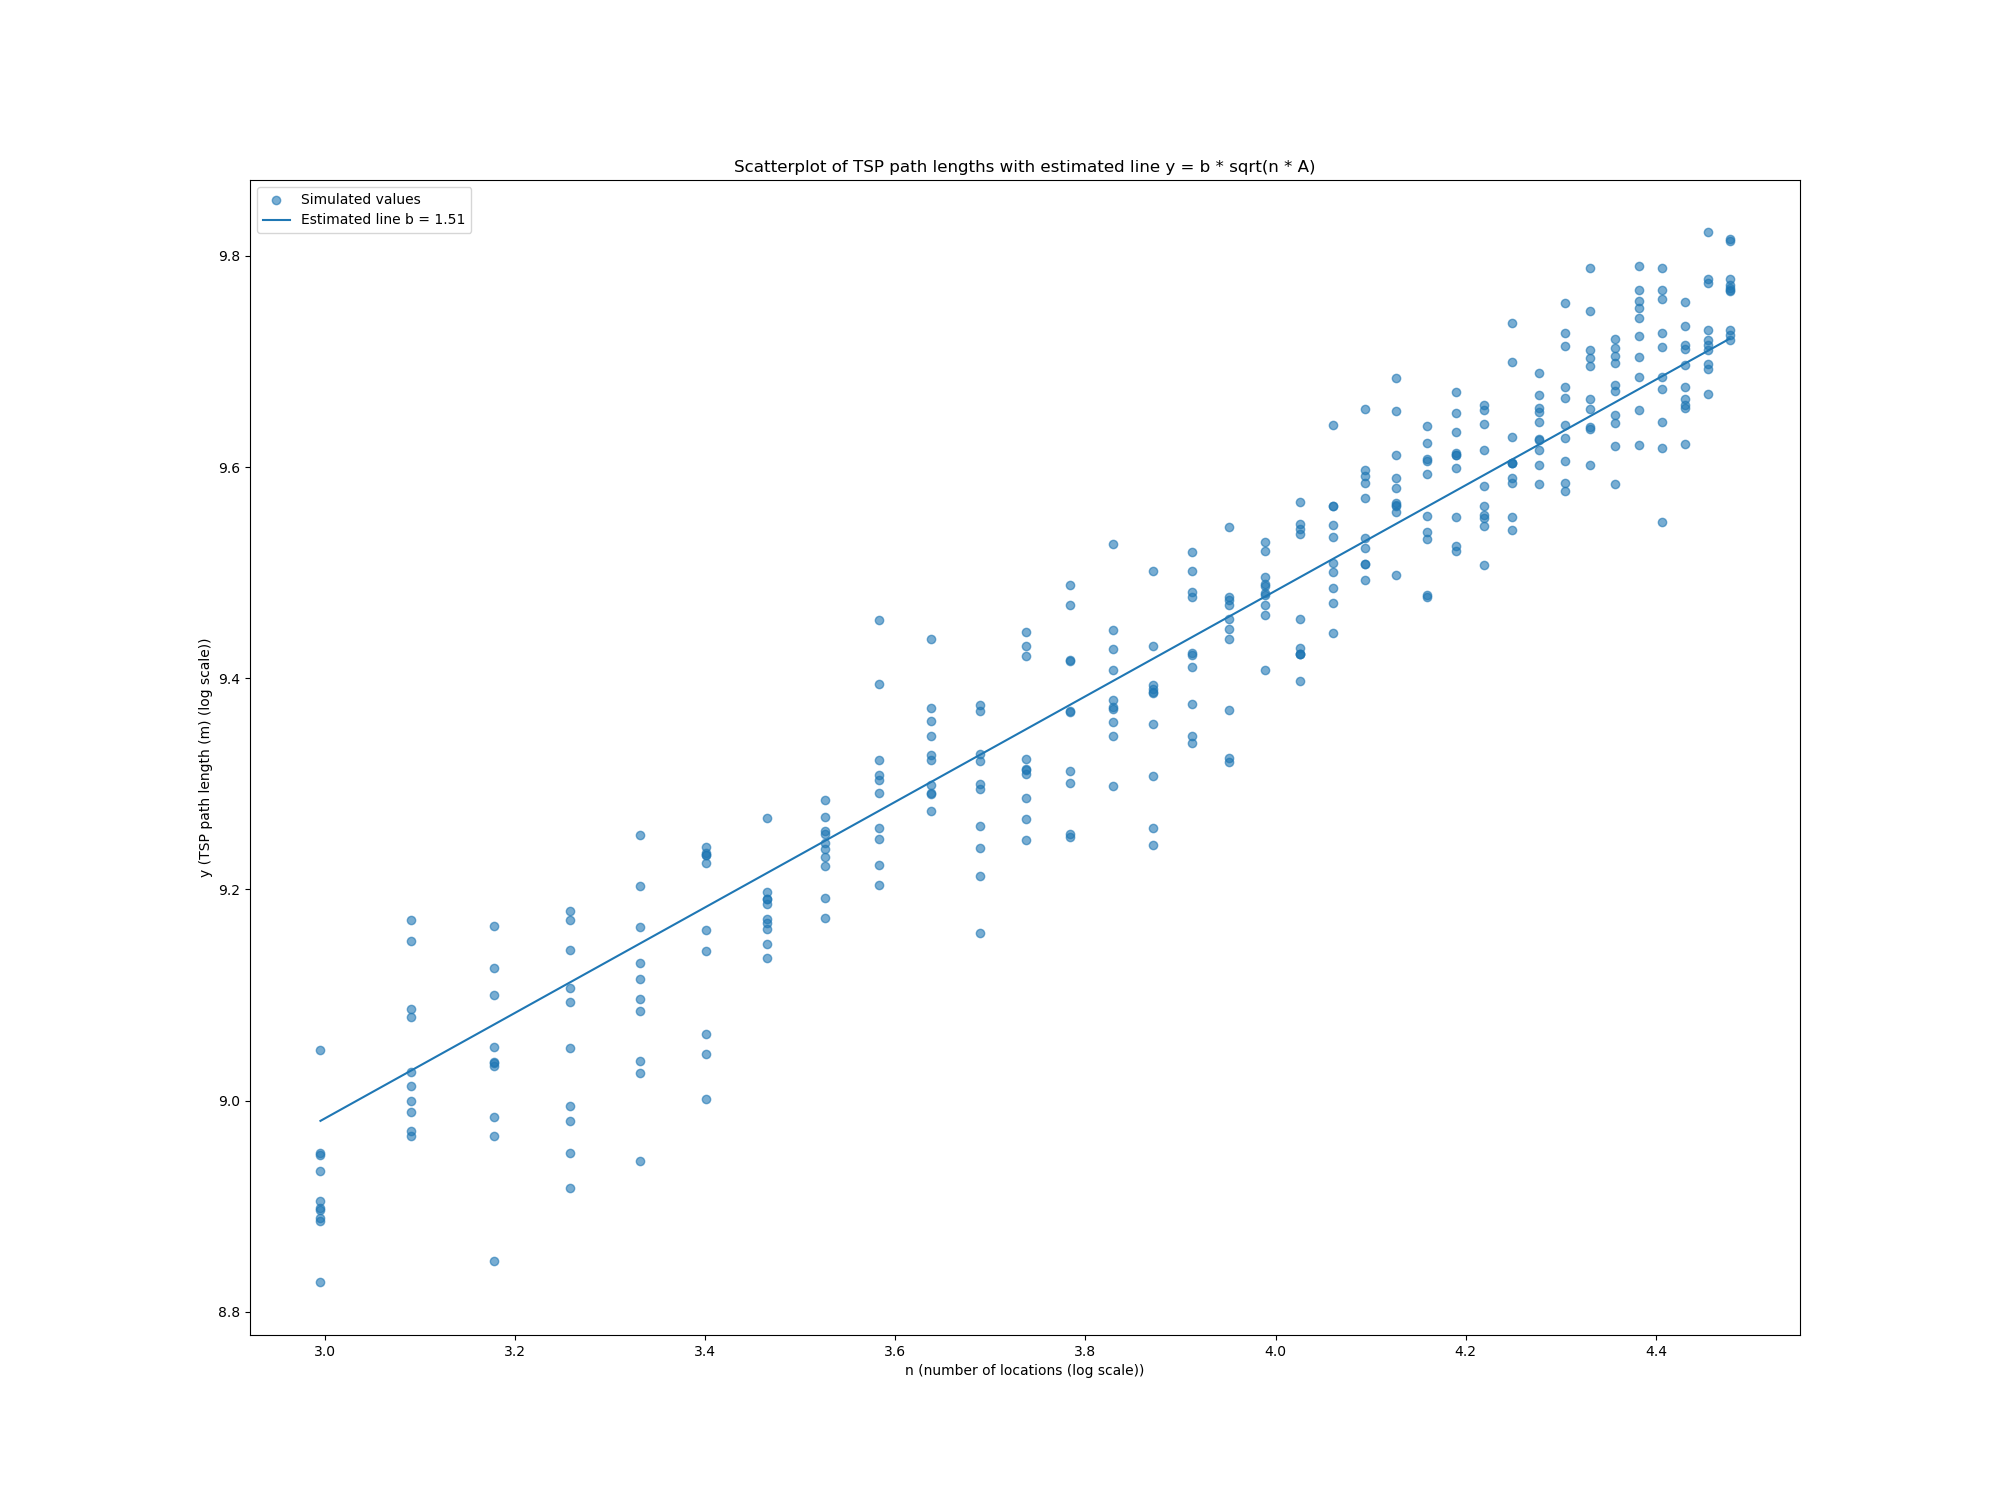 Scatterplot of TSP path lengths with estimated line y = b * sqrt(n * A)
Simulated values
Estimated line b = 1.51
9.8
9.6
9.4
9.2
9.0
8.8
y (TSP path length (m) (log scale))
3.0 3.2 3.4 3.6 3.8 4.0 4.2 4.4
n (number of locations (log scale))